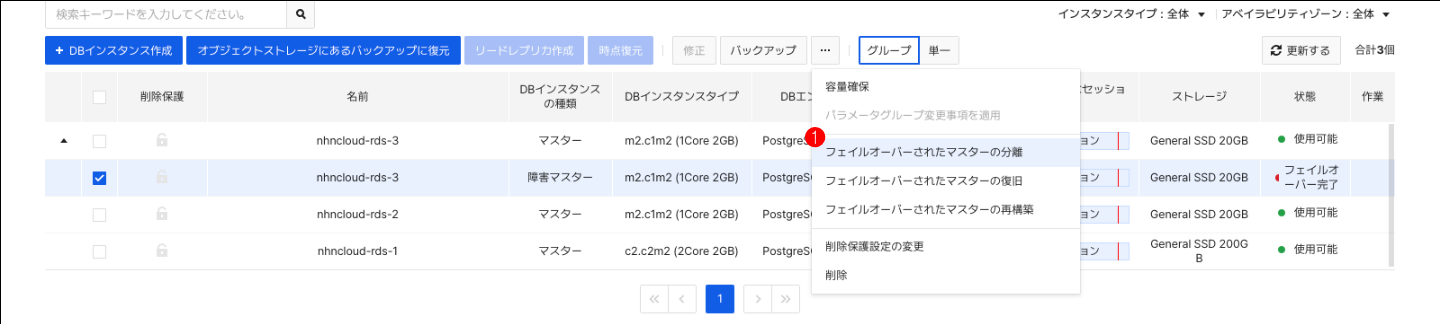 検索キーワードを入力してください。
インスタンスタイプ : 全体 ▼ | アベイラビリティゾーン : 全体 ▼
+ DBインスタンス作成 オブジェクトストレージにあるバックアップに復元 リードレプリカ作成 時点復元 修正 バックアップ ... グループ 単一 更新する 合計3個
削除保護 名前 DBインスタンスの種類 DBインスタンスタイプ DBエン セッショ ストレージ 状態 作業
nhncloud-rds-3 マスター m2.c1m2 (1Core 2GB) PostgreS ョン General SSD 20GB 使用可能
nhncloud-rds-3 障害マスター m2.c1m2 (1Core 2GB) PostgreS ョン General SSD 20GB フェイルオーバー完了
nhncloud-rds-2 マスター m2.c1m2 (1Core 2GB) PostgreS ョン General SSD 20GB 使用可能
nhncloud-rds-1 マスター c2.c2m2 (2Core 2GB) PostgreS ョン General SSD 200GB 使用可能
容量確保
パラメータグループ変更事項を適用
1
フェイルオーバーされたマスターの分離
フェイルオーバーされたマスターの復旧
フェイルオーバーされたマスターの再構築
削除保護設定の変更
削除
1